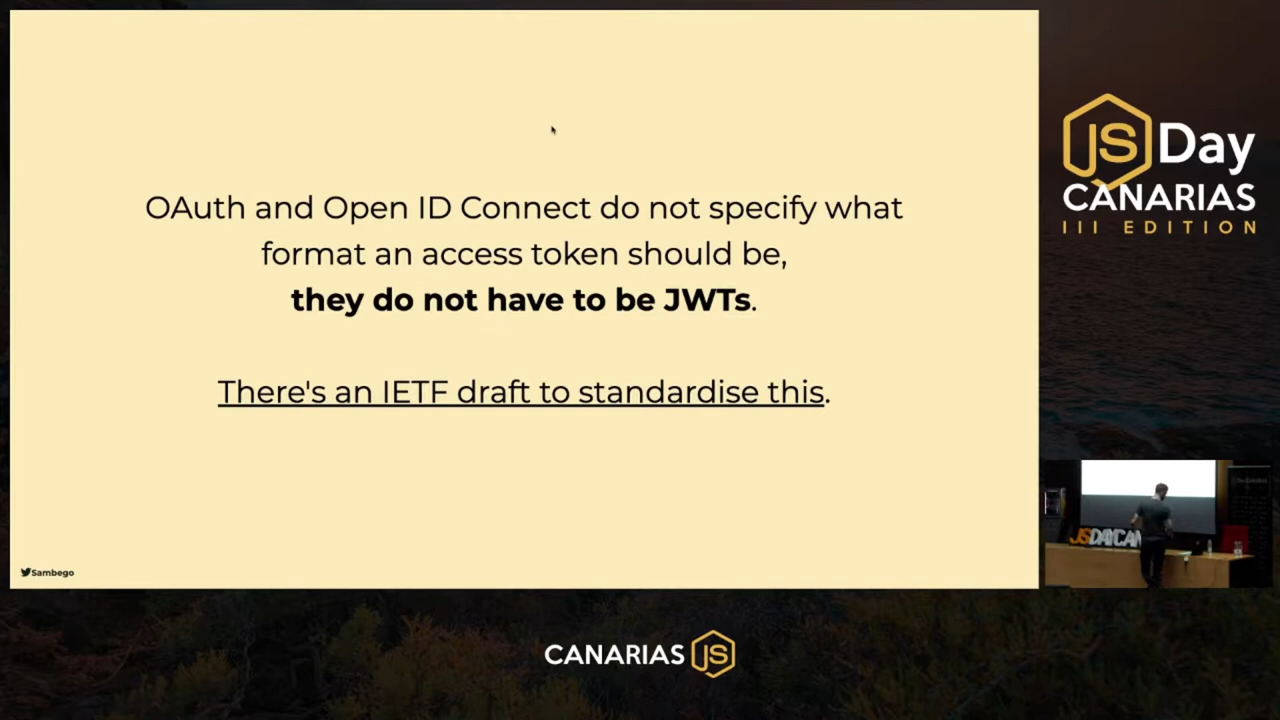 OAuth and Open ID Connect do not specify what
format an access token should be,
they do not have to be JWTs.
There's an IETF draft to standardise this.
Sambego
JS Day
CANARIAS
III EDITION
JSDAYCAN
CANARIAS JS